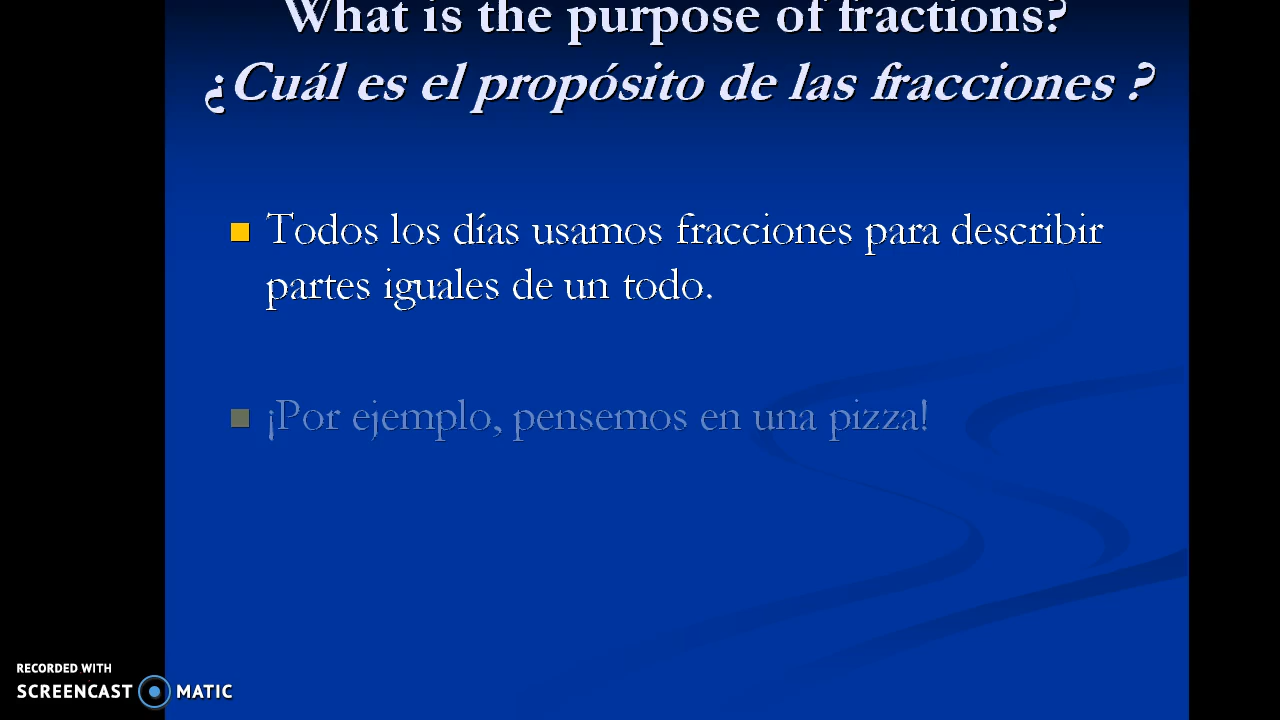 What is the purpose of fractions?
¿Cuál es el propósito de las fracciones ?
Todos los días usamos fracciones para describir
partes iguales de un todo.
¡Por ejemplo, pensemos en una pizza!
RECORDED WITH
SCREENCAST MATIC